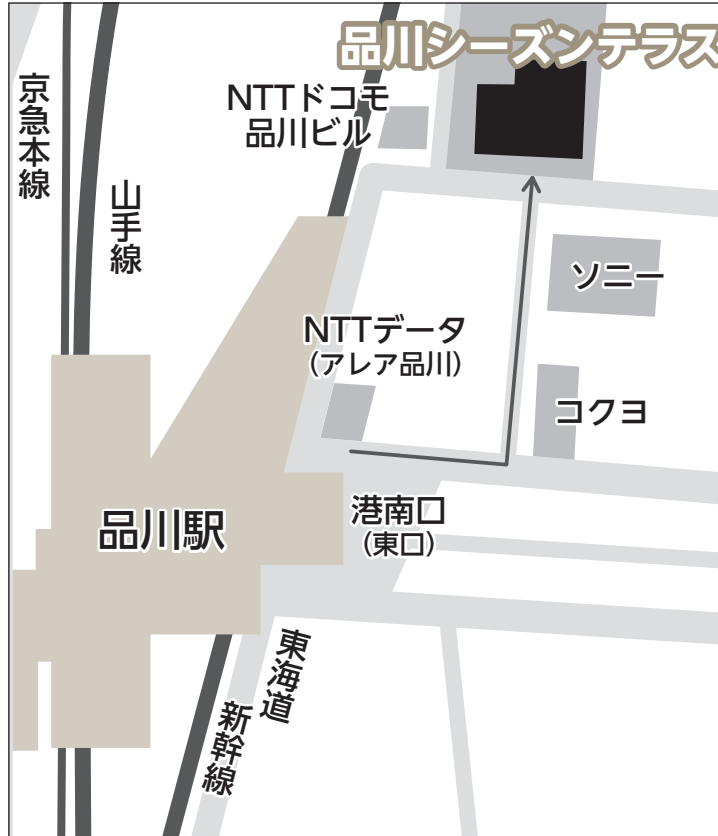 品川シーズンテラス
京急本線
山手線
NTTドコモ
品川ビル
ソニー
NTTデータ
(アレア品川)
コクヨ
品川駅
港南口
(東口)
東海道
新幹線